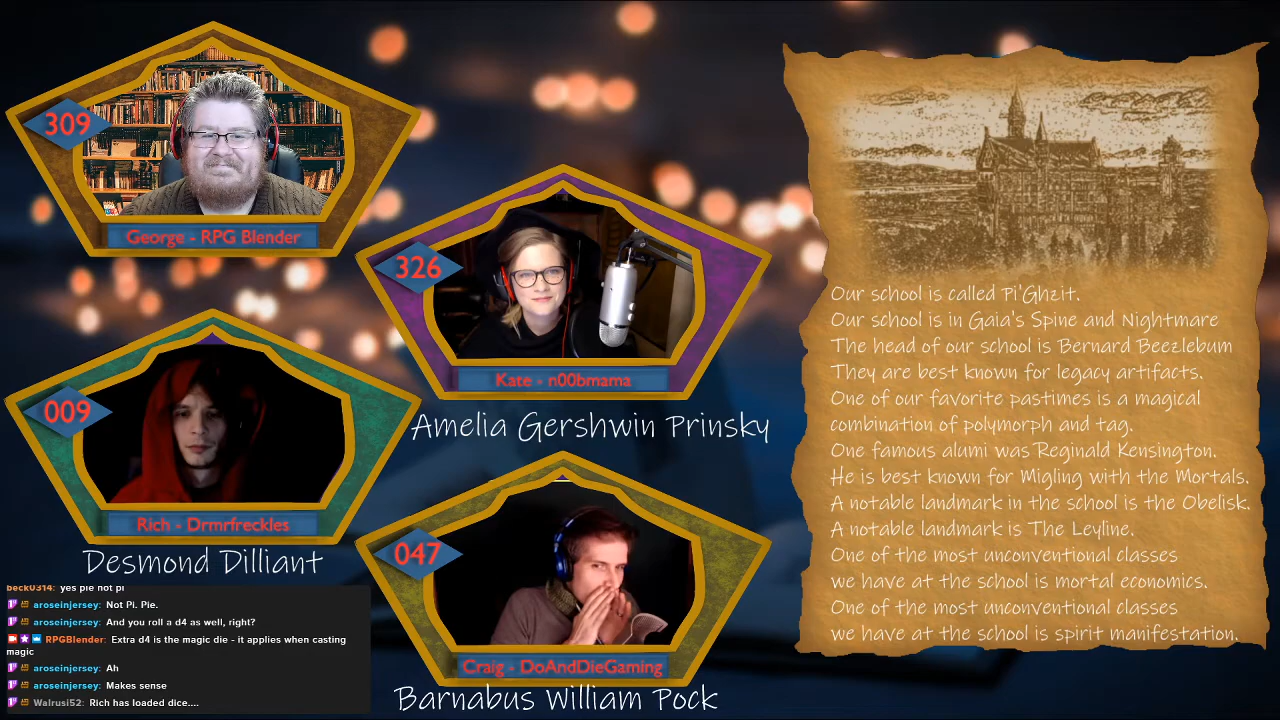 309
George - RPG Blender
326
Kate - n00bmama
Amelia Gershwin Prinsky
009
Rich - Drmrfreckles
Desmond Dilliant
047
Craig - DoAndDieGaming
Barnabus William Pock
beck0314: yes pie not pi
aroseinjersey: Not Pi. Pie.
aroseinjersey: And you roll a d4 as well, right?
RPGBlender: Extra d4 is the magic die - it applies when casting
magic
aroseinjersey: Ah
aroseinjersey: Makes sense
Walrusi52: Rich has loaded dice....
Our school is called Pi'Ghzit.
Our school is in Gaia's Spine and Nightmare
The head of our school is Bernard Beezlebum
They are best known for legacy artifacts.
One of our favorite pastimes is a magical
combination of polymorph and tag.
One famous alumi was Reginald Kensington.
He is best known for Migling with the Mortals.
A notable landmark in the school is the Obelisk.
A notable landmark is The Leyline.
One of the most unconventional classes
we have at the school is mortal economics.
One of the most unconventional classes
we have at the school is spirit manifestation.